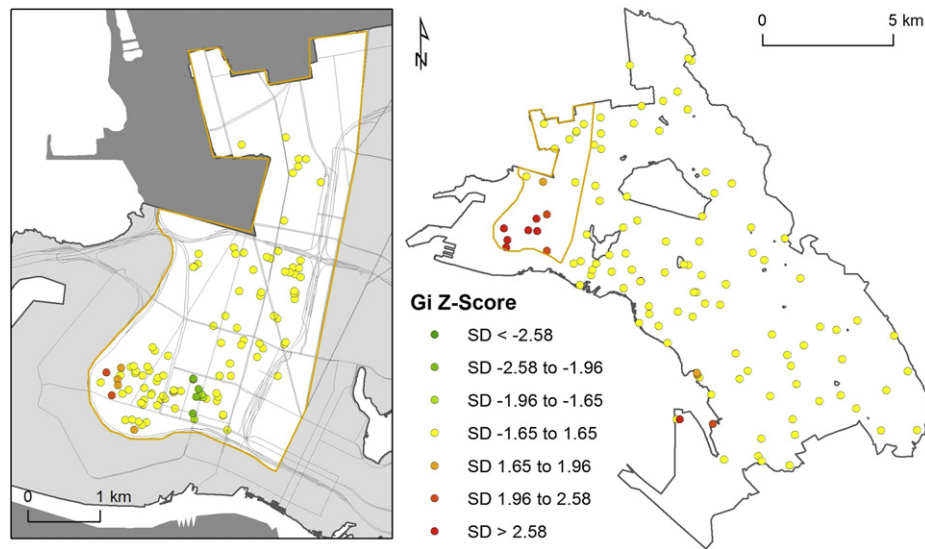 0 5 km
N
Gi Z-Score
SD < -2.58
SD -2.58 to -1.96
SD -1.96 to -1.65
SD -1.65 to 1.65
SD 1.65 to 1.96
SD 1.96 to 2.58
SD > 2.58
0 1 km